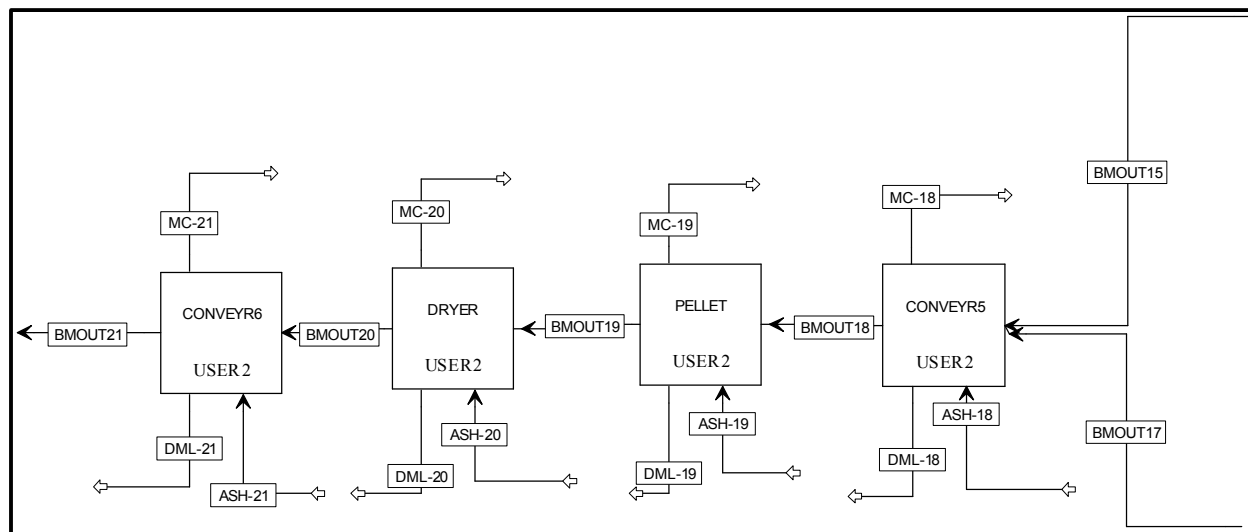 BMOUT15
MC-21
MC-20
MC-19
MC-18
CONVEYR6
USER2
DRYER
USER2
PELLET
USER2
CONVEYR5
USER2
BMOUT21
BMOUT20
BMOUT19
BMOUT18
DML-21
ASH-21
DML-20
ASH-20
DML-19
ASH-19
DML-18
ASH-18
BMOUT17